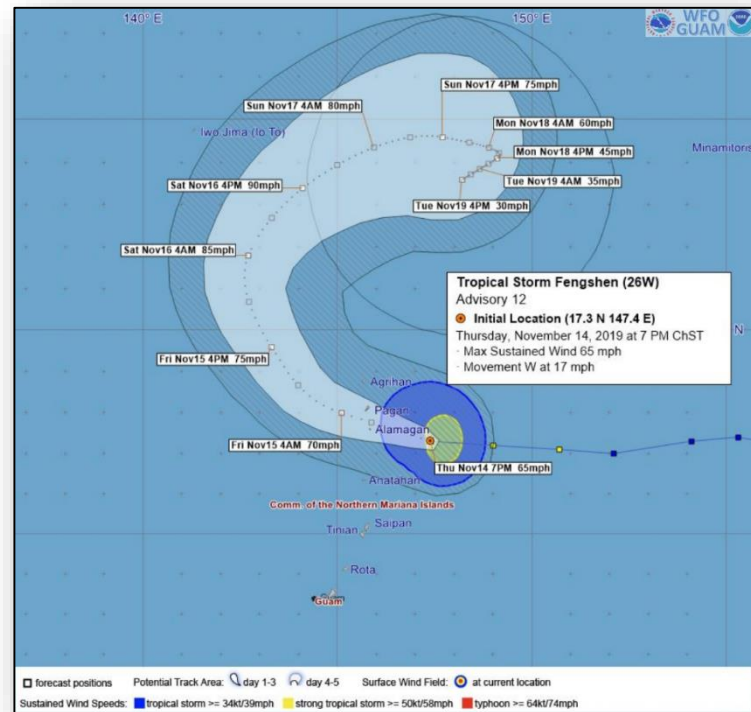 140° E
150° E
WFO
GUAM
NOAA
Sun Nov17 4PM 75mph
Sun Nov17 4AM 80mph
Mon Nov18 4AM 60mph
Iwo Jima (Io To)
Minamitoris
Mon Nov18 4PM 45mph
Sat Nov16 4PM 90mph
Tue Nov19 4AM 35mph
Tue Nov19 4PM 30mph
Sat Nov16 4AM 85mph
Tropical Storm Fengshen (26W)
Advisory 12
Initial Location (17.3 N 147.4 E)
Thursday, November 14, 2019 at 7 PM ChST
· Max Sustained Wind 65 mph
· Movement W at 17 mph
N
Fri Nov15 4PM 75mph
Agrihan
Pagan
Alamagan
Fri Nov15 4AM 70mph
Thu Nov14 7PM 65mph
Anatahan
Comm. of the Northern Mariana Islands
Saipan
Tinian
Rota
Guam
forecast positions Potential Track Area: day 1-3 day 4-5 Surface Wind Field: at current location
Sustained Wind Speeds: tropical storm >= 34kt/39mph strong tropical storm >= 50kt/58mph typhoon >= 64kt/74mph